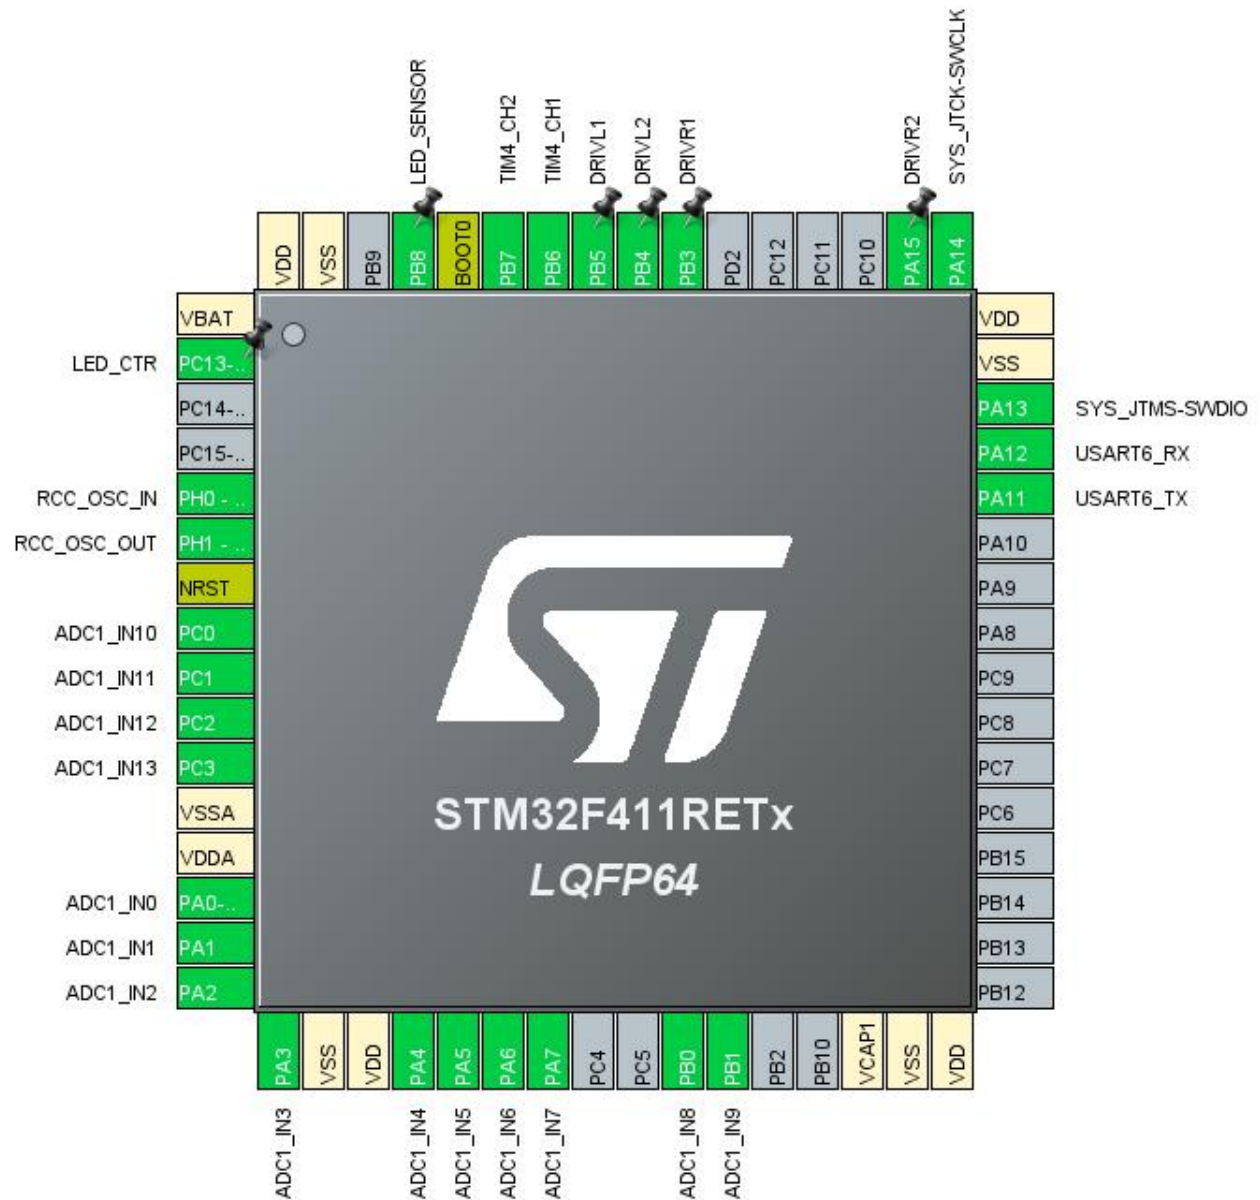 LED_SENSOR
TIM4_CH2
TIM4_CH1
DRIVL1
DRIVL2
DRIVR1
DRIVR2
SYS_JTCK-SWCLK
VDD
VSS
PB9
PB8
BOOT0
PB7
PB6
PB5
PB4
PB3
PD2
PC12
PC11
PC10
PA15
PA14
VBAT
LED_CTR PC13-..
PC14-..
PC15-..
RCC_OSC_IN PH0 - ..
RCC_OSC_OUT PH1 - ..
NRST
ADC1_IN10 PC0
ADC1_IN11 PC1
ADC1_IN12 PC2
ADC1_IN13 PC3
VSSA
VDDA
ADC1_IN0 PA0-..
ADC1_IN1 PA1
ADC1_IN2 PA2
VDD
VSS
PA13 SYS_JTMS-SWDIO
PA12 USART6_RX
PA11 USART6_TX
PA10
PA9
PA8
PC9
PC8
PC7
PC6
PB15
PB14
PB13
PB12
ST
STM32F411RETx
LQFP64
PA3
VSS
VDD
PA4
PA5
PA6
PA7
PC4
PC5
PB0
PB1
PB2
PB10
VCAP1
VSS
VDD
ADC1_IN3
ADC1_IN4
ADC1_IN5
ADC1_IN6
ADC1_IN7
ADC1_IN8
ADC1_IN9